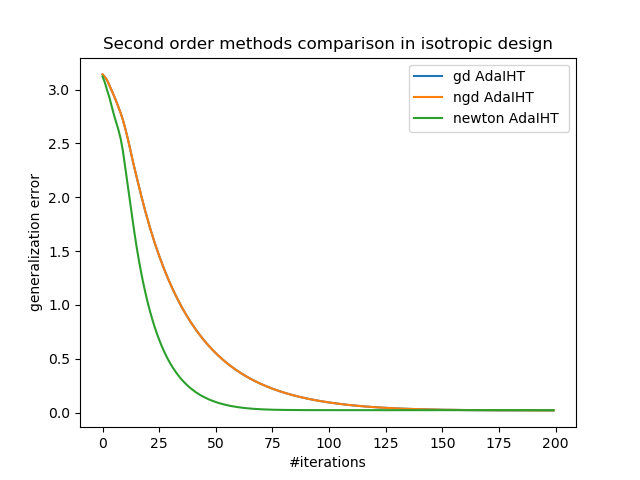 Second order methods comparison in isotropic design
gd AdaIHT
ngd AdaIHT
newton AdaIHT
generalization error
3.0
2.5
2.0
1.5
1.0
0.5
0.0
0 25 50 75 100 125 150 175 200
#iterations